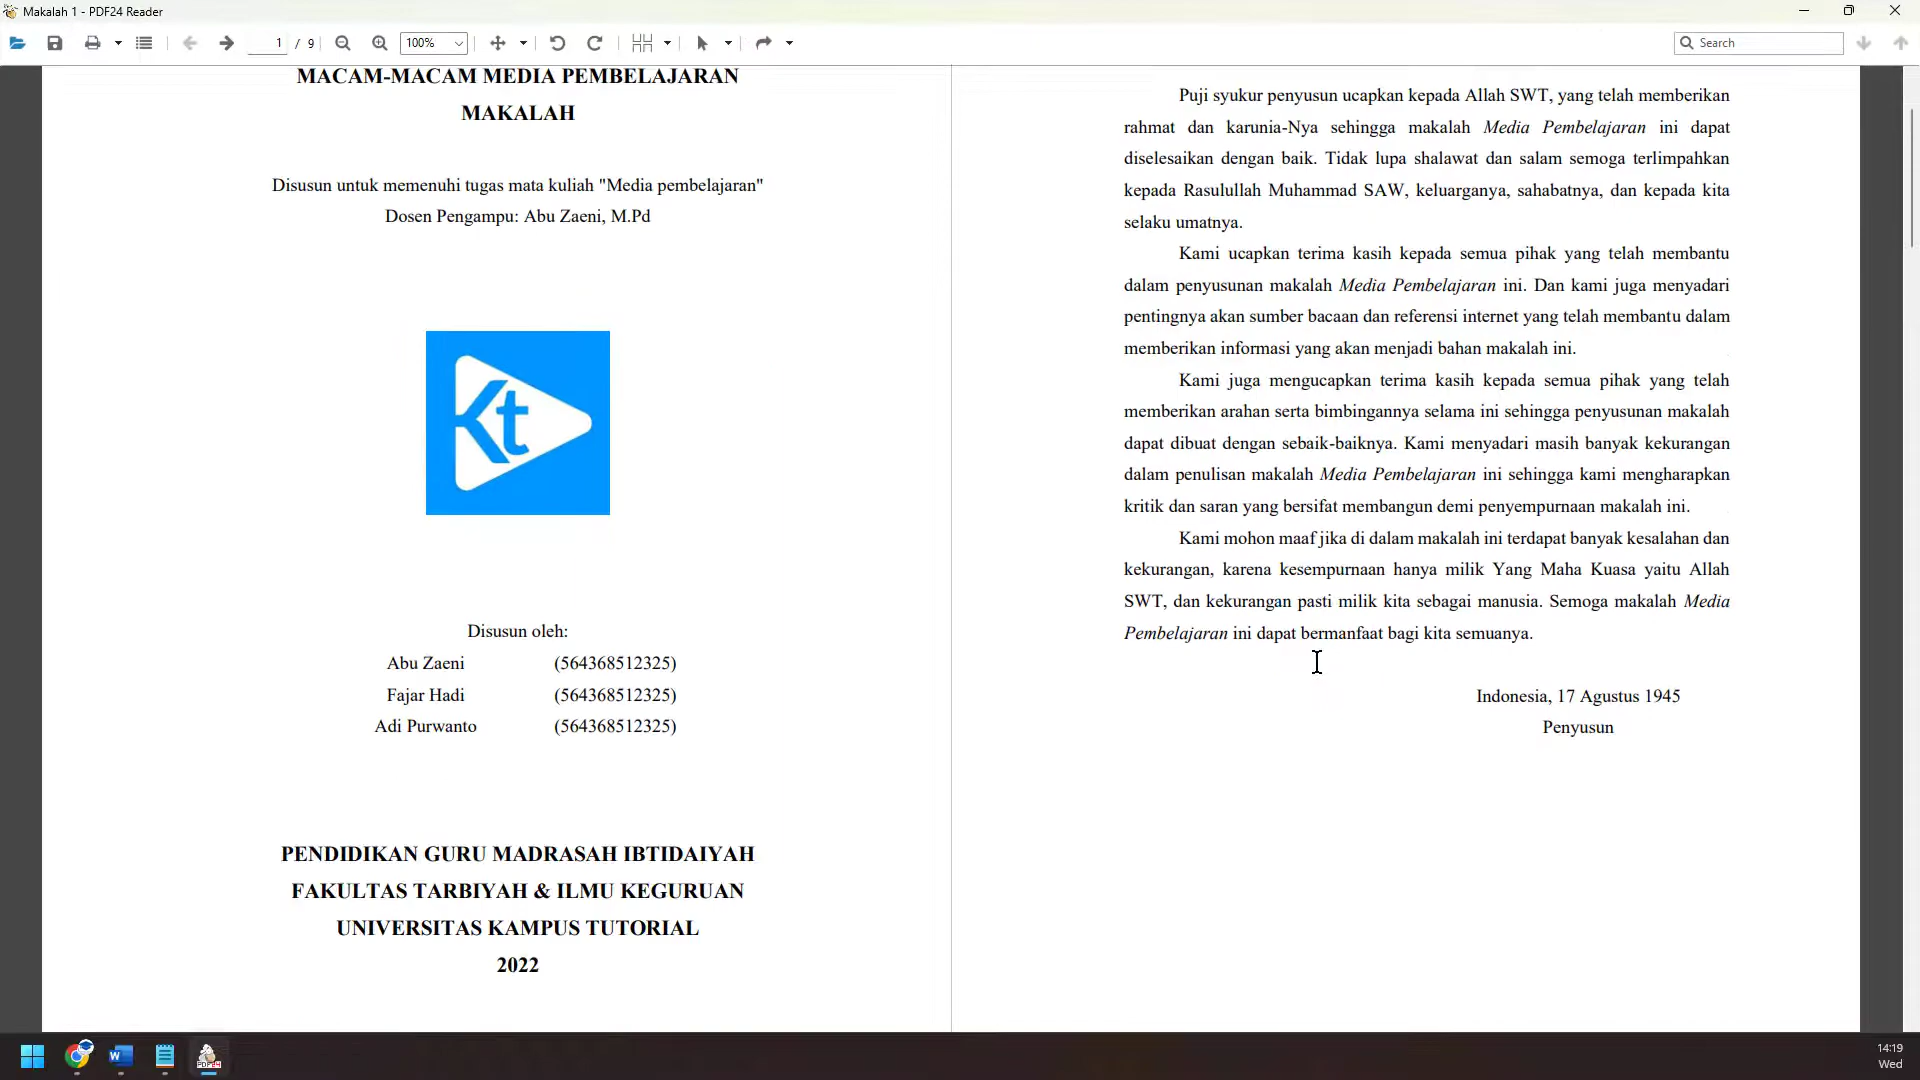 Makalah 1 - PDF24 Reader
1 / 9
100%
Search
MACAM-MACAM MEDIA PEMBELAJARAN
MAKALAH
Disusun untuk memenuhi tugas mata kuliah "Media pembelajaran"
Dosen Pengampu: Abu Zaeni, M.Pd
Kt
Disusun oleh:
Abu Zaeni (564368512325)
Fajar Hadi (564368512325)
Adi Purwanto (564368512325)
PENDIDIKAN GURU MADRASAH IBTIDAIYAH
FAKULTAS TARBIYAH & ILMU KEGURUAN
UNIVERSITAS KAMPUS TUTORIAL
2022
Puji syukur penyusun ucapkan kepada Allah SWT, yang telah memberikan
rahmat dan karunia-Nya sehingga makalah Media Pembelajaran ini dapat
diselesaikan dengan baik. Tidak lupa shalawat dan salam semoga terlimpahkan
kepada Rasulullah Muhammad SAW, keluarganya, sahabatnya, dan kepada kita
selaku umatnya.
Kami ucapkan terima kasih kepada semua pihak yang telah membantu
dalam penyusunan makalah Media Pembelajaran ini. Dan kami juga menyadari
pentingnya akan sumber bacaan dan referensi internet yang telah membantu dalam
memberikan informasi yang akan menjadi bahan makalah ini.
Kami juga mengucapkan terima kasih kepada semua pihak yang telah
memberikan arahan serta bimbingannya selama ini sehingga penyusunan makalah
dapat dibuat dengan sebaik-baiknya. Kami menyadari masih banyak kekurangan
dalam penulisan makalah Media Pembelajaran ini sehingga kami mengharapkan
kritik dan saran yang bersifat membangun demi penyempurnaan makalah ini.
Kami mohon maaf jika di dalam makalah ini terdapat banyak kesalahan dan
kekurangan, karena kesempurnaan hanya milik Yang Maha Kuasa yaitu Allah
SWT, dan kekurangan pasti milik kita sebagai manusia. Semoga makalah Media
Pembelajaran ini dapat bermanfaat bagi kita semuanya.
Indonesia, 17 Agustus 1945
Penyusun
W
PDF24
14:19
Wed